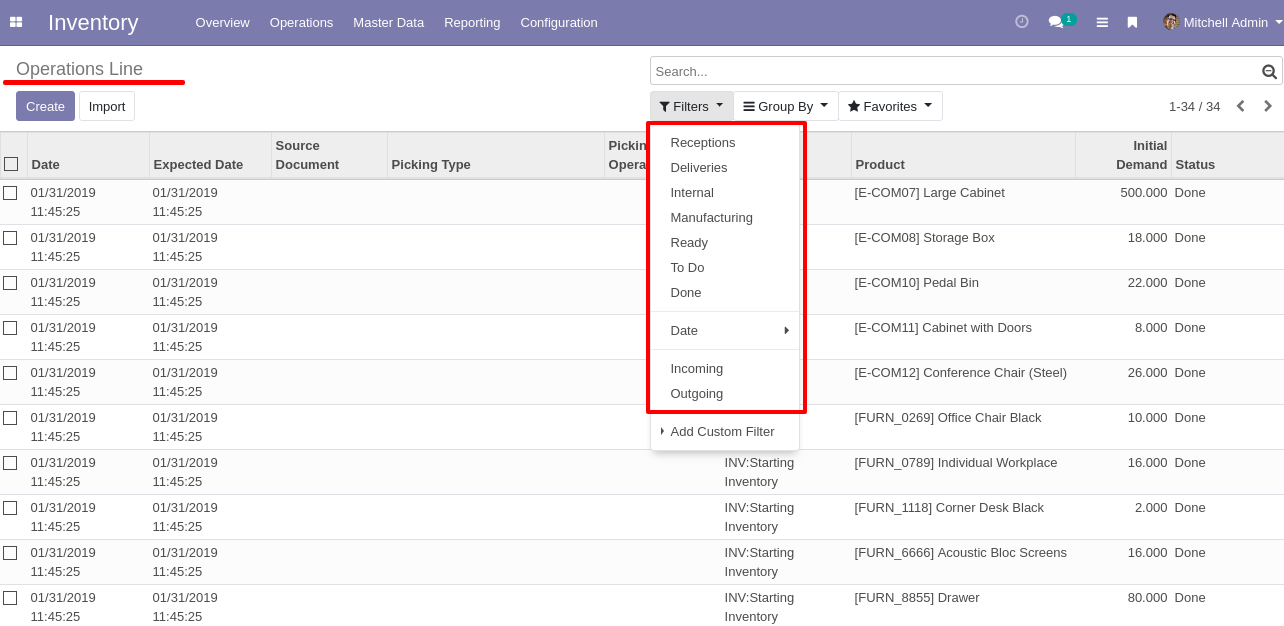 Inventory Overview Operations Master Data Reporting Configuration 1 Mitchell Admin
Operations Line
Search...
Create Import Filters Group By Favorites 1-34 / 34
Date Expected Date Source Document Picking Type Product Initial Demand Status
Receptions
Deliveries
Internal
Manufacturing
Ready
To Do
Done
Date
Incoming
Outgoing
Add Custom Filter
01/31/2019 01/31/2019 [E-COM07] Large Cabinet 500.000 Done
11:45:25 11:45:25
01/31/2019 01/31/2019 [E-COM08] Storage Box 18.000 Done
11:45:25 11:45:25
01/31/2019 01/31/2019 [E-COM10] Pedal Bin 22.000 Done
11:45:25 11:45:25
01/31/2019 01/31/2019 [E-COM11] Cabinet with Doors 8.000 Done
11:45:25 11:45:25
01/31/2019 01/31/2019 [E-COM12] Conference Chair (Steel) 26.000 Done
11:45:25 11:45:25
01/31/2019 01/31/2019 [FURN_0269] Office Chair Black 10.000 Done
11:45:25 11:45:25
01/31/2019 01/31/2019 INV:Starting [FURN_0789] Individual Workplace 16.000 Done
11:45:25 11:45:25 Inventory
01/31/2019 01/31/2019 INV:Starting [FURN_1118] Corner Desk Black 2.000 Done
11:45:25 11:45:25 Inventory
01/31/2019 01/31/2019 INV:Starting [FURN_6666] Acoustic Bloc Screens 16.000 Done
11:45:25 11:45:25 Inventory
01/31/2019 01/31/2019 INV:Starting [FURN_8855] Drawer 80.000 Done
11:45:25 11:45:25 Inventory